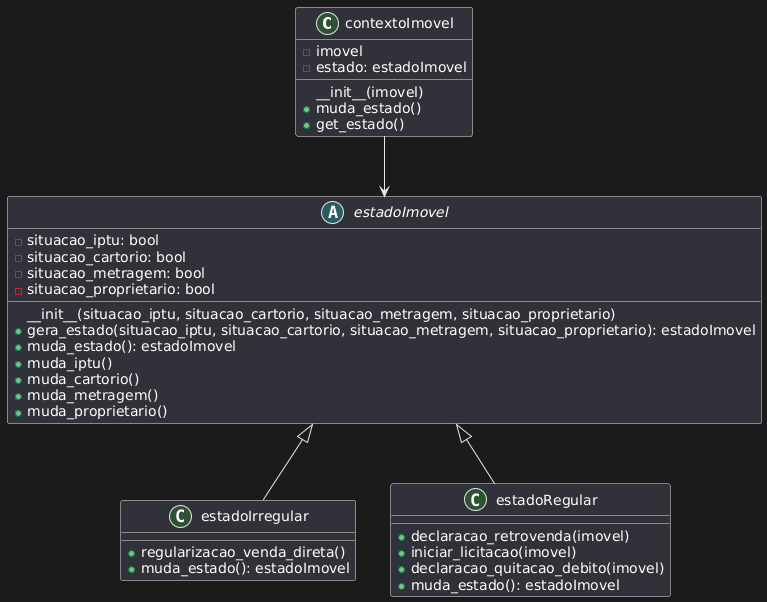 C contextoImovel
imovel
estado: estadoImovel
__init__(imovel)
muda_estado()
get_estado()
A estadoImovel
situacao_iptu: bool
situacao_cartorio: bool
situacao_metragem: bool
situacao_proprietario: bool
__init__(situacao_iptu, situacao_cartorio, situacao_metragem, situacao_proprietario)
gera_estado(situacao_iptu, situacao_cartorio, situacao_metragem, situacao_proprietario): estadoImovel
muda_estado(): estadoImovel
muda_iptu()
muda_cartorio()
muda_metragem()
muda_proprietario()
C estadoIrregular
regularizacao_venda_direta()
muda_estado(): estadoImovel
C estadoRegular
declaracao_retrovenda(imovel)
iniciar_licitacao(imovel)
declaracao_quitacao_debito(imovel)
muda_estado(): estadoImovel